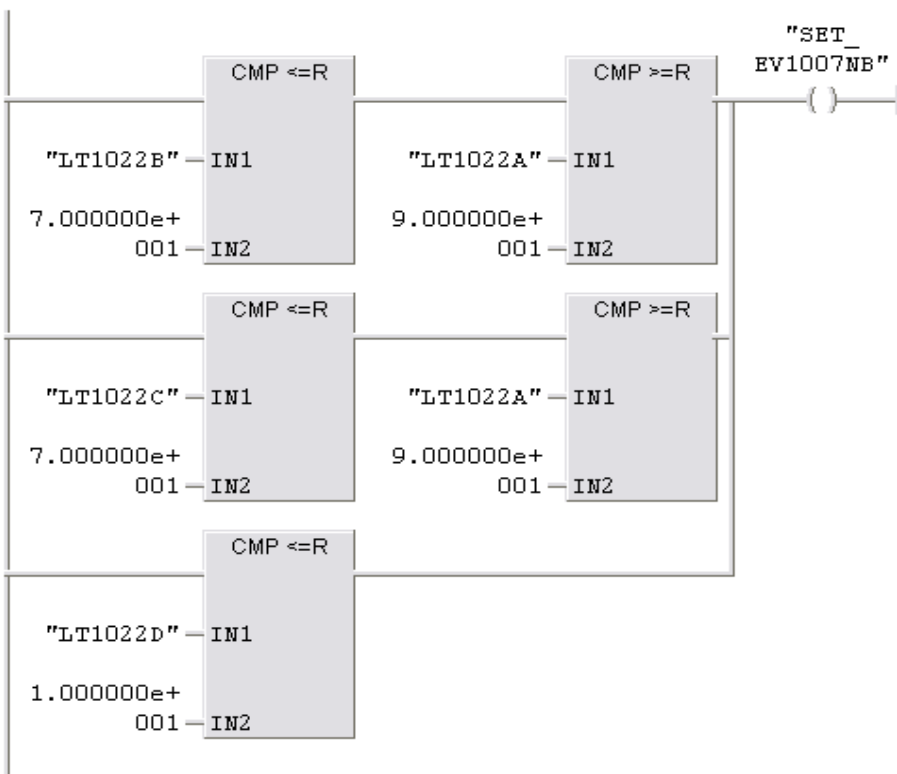 "SET_
EV1007NB"
CMP <=R
CMP >=R
"LT1022B"
IN1
"LT1022A"
IN1
7.000000e+
001
IN2
9.000000e+
001
IN2
CMP <=R
CMP >=R
"LT1022C"
IN1
"LT1022A"
IN1
7.000000e+
001
IN2
9.000000e+
001
IN2
CMP <=R
"LT1022D"
IN1
1.000000e+
001
IN2